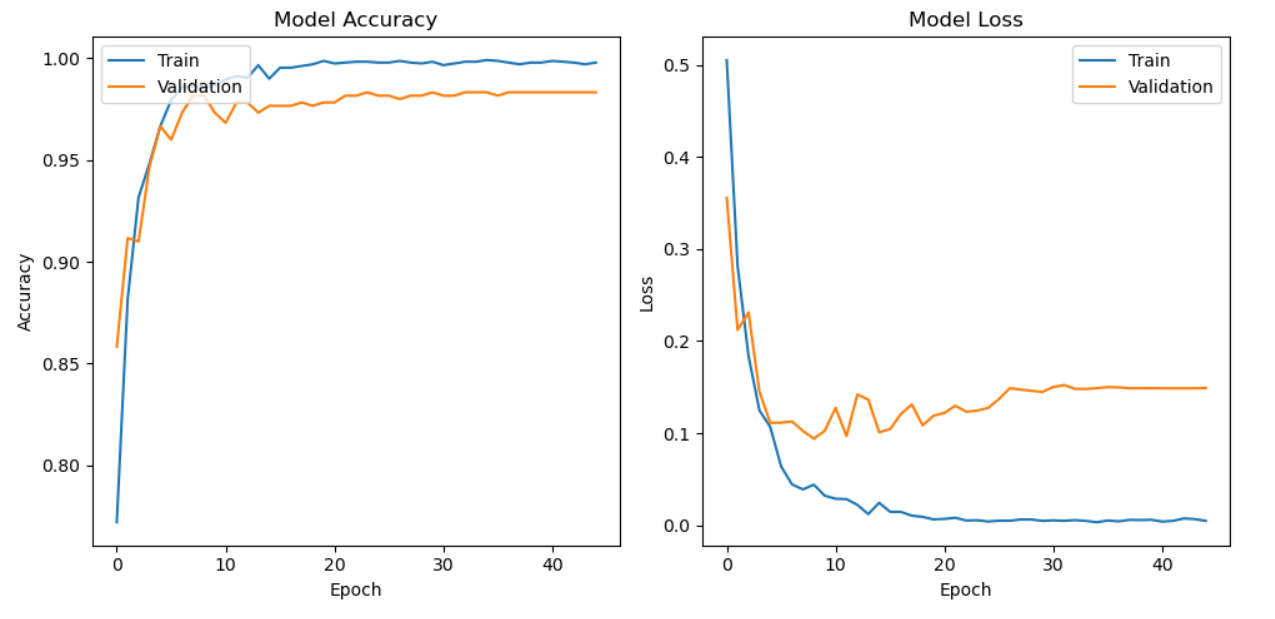 Model Accuracy
Train
Validation
1.00
0.95
0.90
0.85
0.80
Accuracy
0 10 20 30 40
Epoch
Model Loss
Train
Validation
0.5
0.4
0.3
0.2
0.1
0.0
Loss
0 10 20 30 40
Epoch